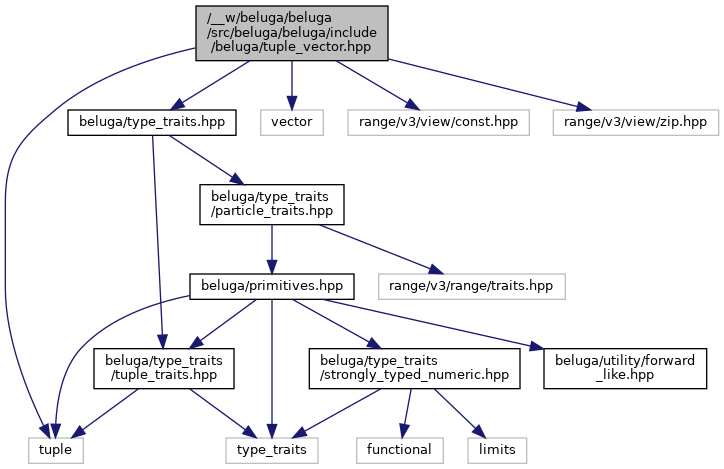 /__w/beluga/beluga
/src/beluga/beluga/include
/beluga/tuple_vector.hpp
beluga/type_traits.hpp
vector
range/v3/view/const.hpp
range/v3/view/zip.hpp
beluga/type_traits
/particle_traits.hpp
beluga/primitives.hpp
range/v3/range/traits.hpp
beluga/type_traits
/tuple_traits.hpp
beluga/type_traits
/strongly_typed_numeric.hpp
beluga/utility/forward
_like.hpp
tuple
type_traits
functional
limits